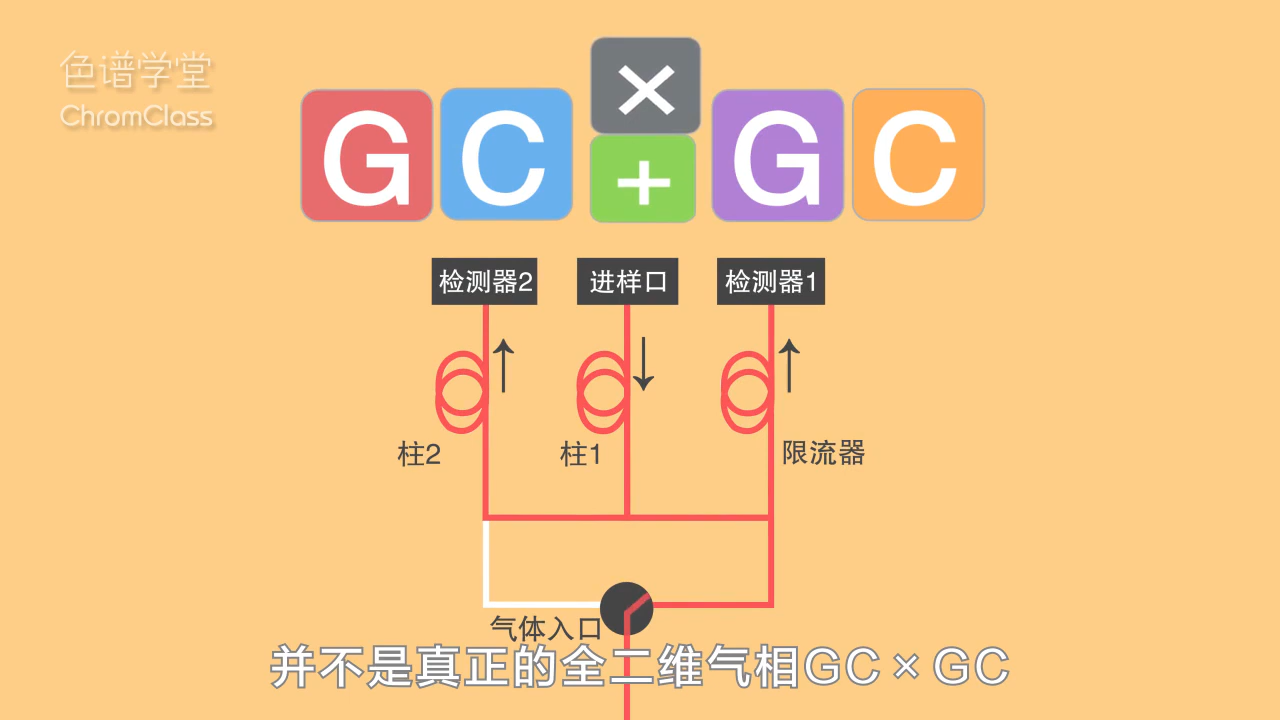 色谱学堂
ChromClass
×
GC GC
+
检测器2 进样口 检测器1
柱2 柱1 限流器
气体入口
并不是真正的全二维气相GC×GC